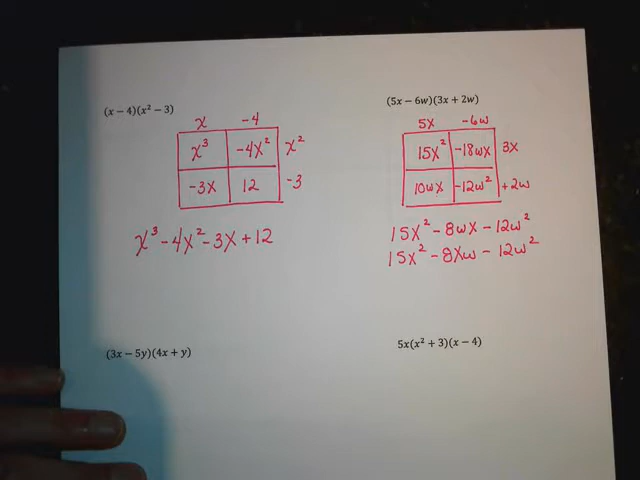 (x − 4)(x² − 3)
x -4
x³ -4x² x²
-3x 12 -3
x³ - 4x² - 3x + 12
(5x − 6w)(3x + 2w)
5x -6w
15x² -18wx 3x
10wx -12w² +2w
15x² - 8wx - 12w²
15x² - 8xw - 12w²
(3x − 5y)(4x + y)
5x(x² + 3)(x − 4)